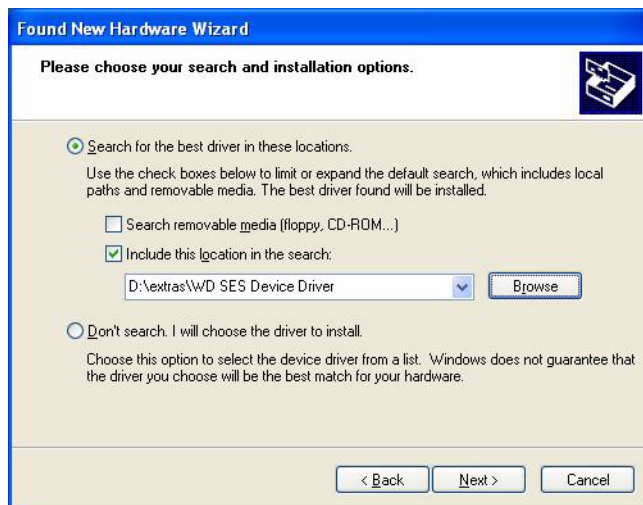 Found New Hardware Wizard
Please choose your search and installation options.
Search for the best driver in these locations.
Use the check boxes below to limit or expand the default search, which includes local
paths and removable media. The best driver found will be installed.
Search removable media (floppy, CD-ROM...)
Include this location in the search:
D:\extras\WD SES Device Driver
Browse
Don't search. I will choose the driver to install.
Choose this option to select the device driver from a list. Windows does not guarantee that
the driver you choose will be the best match for your hardware.
< Back Next > Cancel